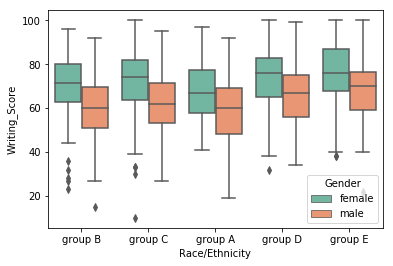 Writing_Score
100
80
60
40
20
group B
group C
group A
group D
group E
Race/Ethnicity
Gender
female
male